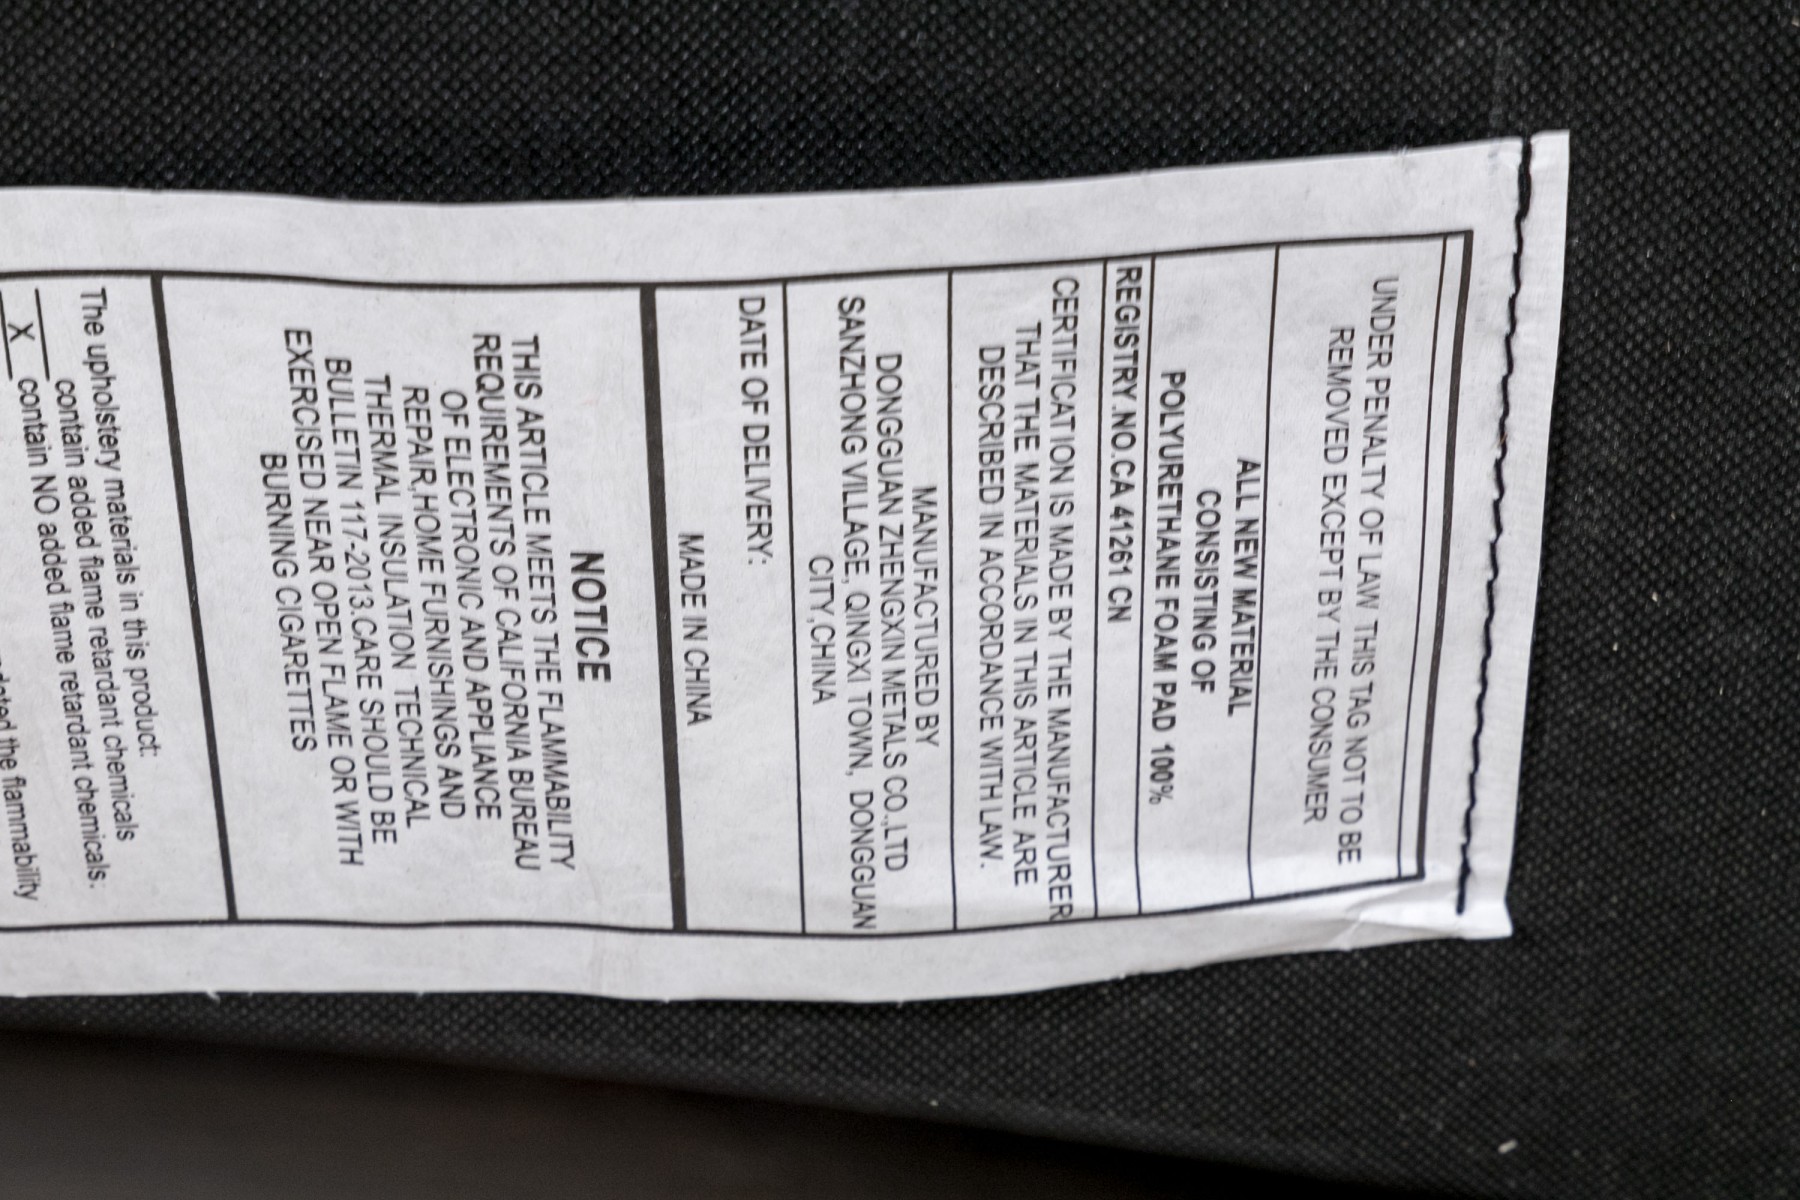 UNDER PENALTY OF LAW THIS TAG NOT TO BE
REMOVED EXCEPT BY THE CONSUMER
ALL NEW MATERIAL
CONSISTING OF
POLYURETHANE FOAM PAD 100%
REGISTRY.NO.CA 41261 CN
CERTIFICATION IS MADE BY THE MANUFACTURER
THAT THE MATERIALS IN THIS ARTICLE ARE
DESCRIBED IN ACCORDANCE WITH LAW.
MANUFACTURED BY
DONGGUAN ZHENGXIN METALS CO.,LTD
SANZHONG VILLAGE, QINGXI TOWN, DONGGUAN
CITY,CHINA
DATE OF DELIVERY:
MADE IN CHINA
NOTICE
THIS ARTICLE MEETS THE FLAMMABILITY
REQUIREMENTS OF CALIFORNIA BUREAU
OF ELECTRONIC AND APPLIANCE
REPAIR,HOME FURNISHINGS AND
THERMAL INSULATION TECHNICAL
BULLETIN 117-2013.CARE SHOULD BE
EXERCISED NEAR OPEN FLAME OR WITH
BURNING CIGARETTES
The upholstery materials in this product:
contain added flame retardant chemicals
X contain NO added flame retardant chemicals:
the flammability